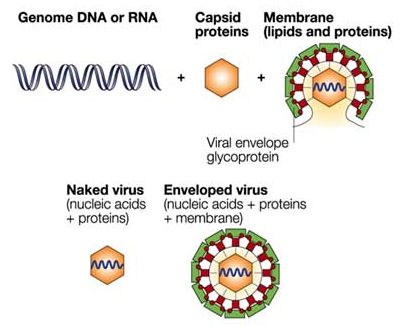 Genome DNA or RNA
Capsid
proteins
Membrane
(lipids and proteins)
+
+
Viral envelope
glycoprotein
Naked virus
(nucleic acids
+ proteins)
Enveloped virus
(nucleic acids + proteins
+ membrane)